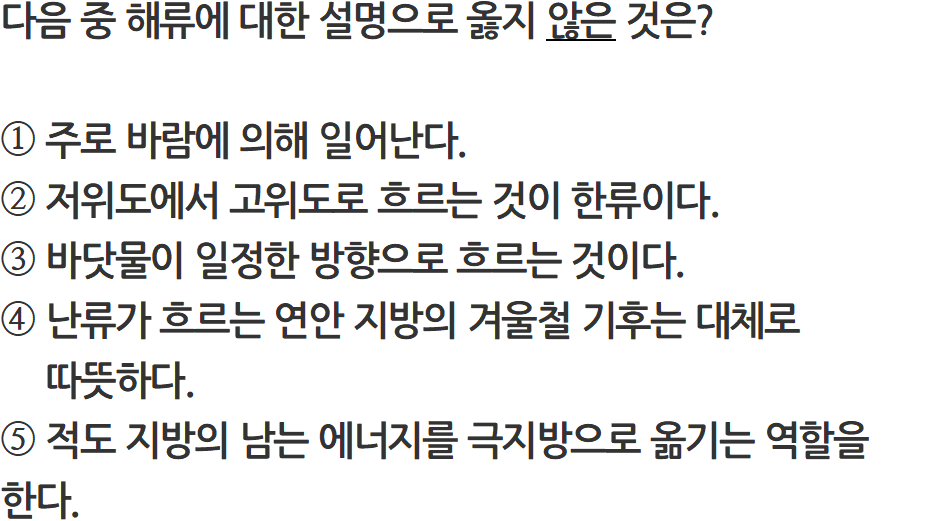 다음 중 해류에 대한 설명으로 옳지 않은 것은?
① 주로 바람에 의해 일어난다.
② 저위도에서 고위도로 흐르는 것이 한류이다.
③ 바닷물이 일정한 방향으로 흐르는 것이다.
④ 난류가 흐르는 연안 지방의 겨울철 기후는 대체로
따뜻하다.
⑤ 적도 지방의 남는 에너지를 극지방으로 옮기는 역할을
한다.